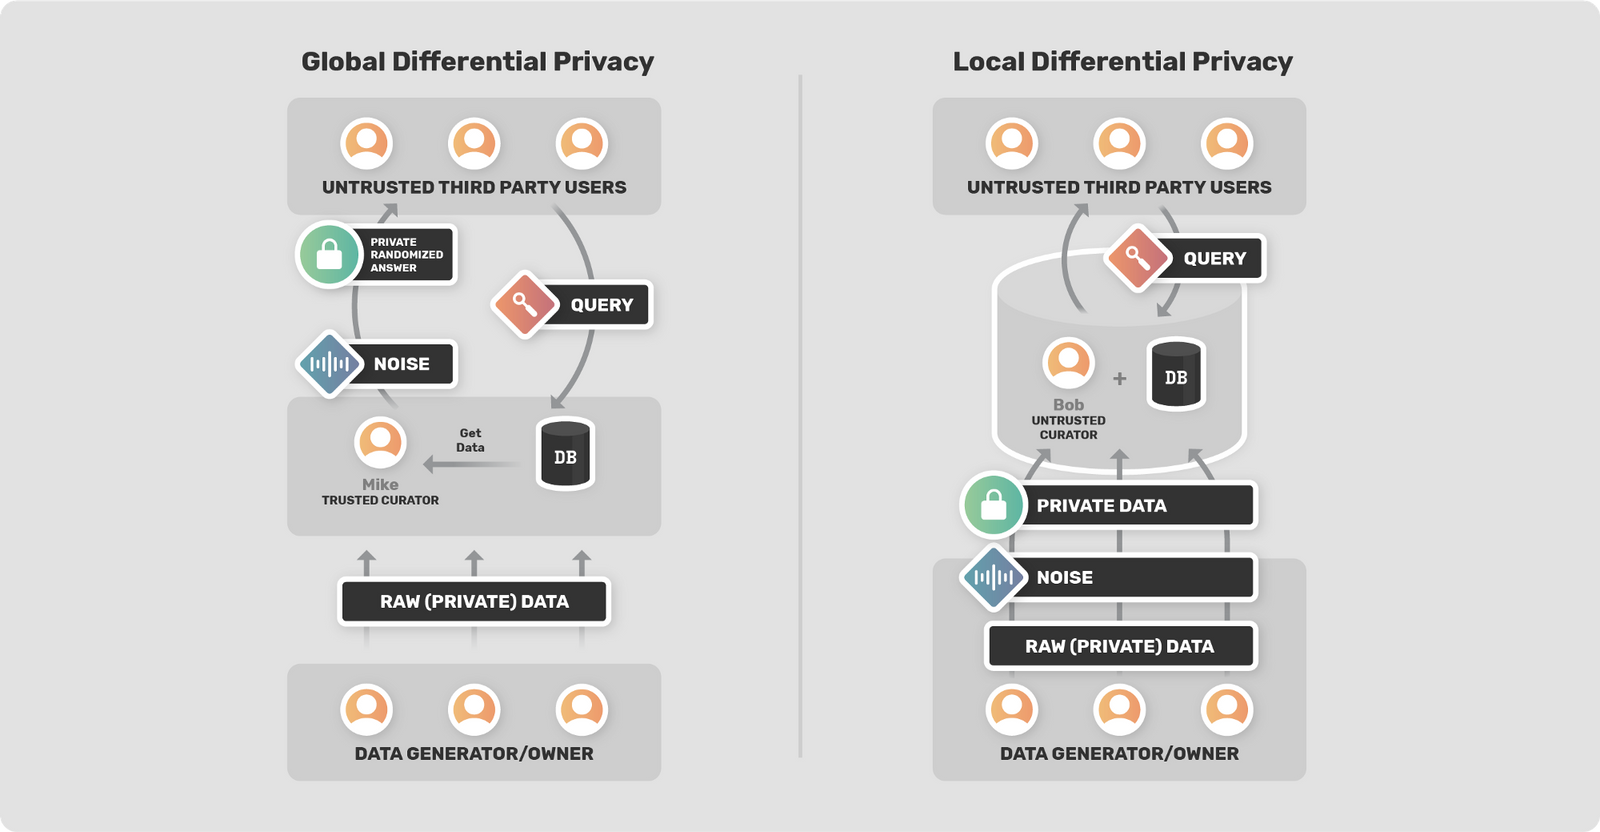 Global Differential Privacy
UNTRUSTED THIRD PARTY USERS
PRIVATE
RANDOMIZED
ANSWER
QUERY
NOISE
Get
Data
DB
Mike
TRUSTED CURATOR
RAW (PRIVATE) DATA
DATA GENERATOR/OWNER
Local Differential Privacy
UNTRUSTED THIRD PARTY USERS
QUERY
DB
+
Bob
UNTRUSTED
CURATOR
PRIVATE DATA
NOISE
RAW (PRIVATE) DATA
DATA GENERATOR/OWNER